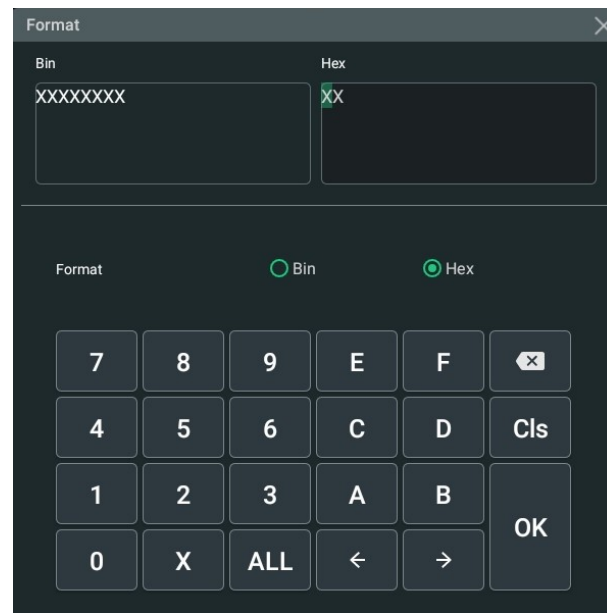 Format
Bin Hex
XXXXXXXX XX
Format Bin Hex
7 8 9 E F
4 5 6 C D Cls
1 2 3 A B
OK
0 X ALL ← →